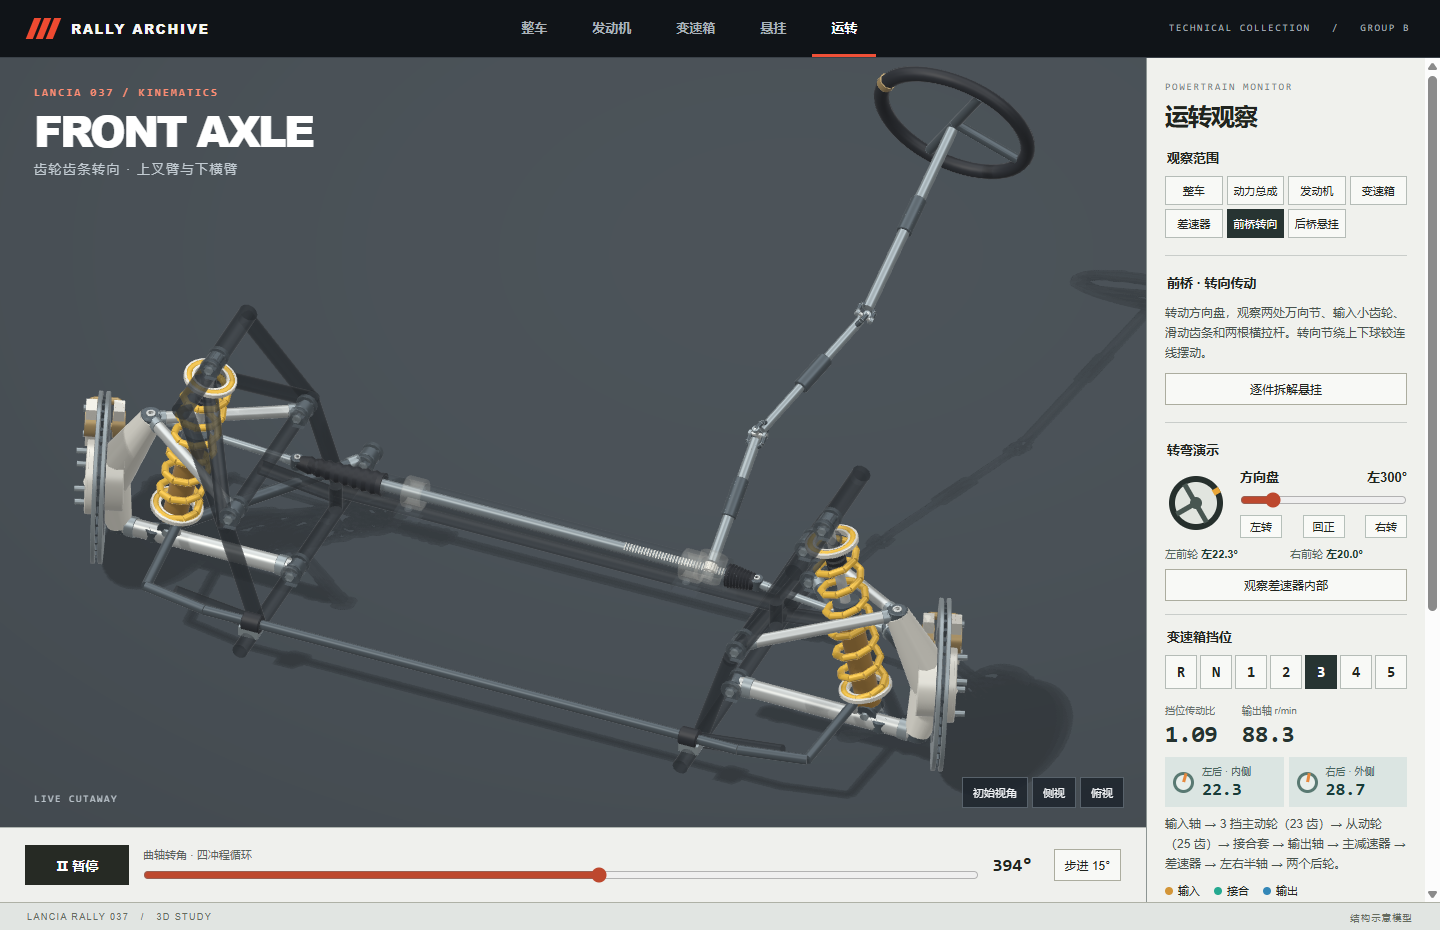 RALLY ARCHIVE
整车 发动机 变速箱 悬挂 运转
TECHNICAL COLLECTION / GROUP B
LANCIA 037 / KINEMATICS
FRONT AXLE
齿轮齿条转向 · 上叉臂与下横臂
LIVE CUTAWAY
初始视角 侧视 俯视
暂停
曲轴转角 · 四冲程循环
394°
步进 15°
POWERTRAIN MONITOR
运转观察
观察范围
整车 动力总成 发动机 变速箱
差速器 前桥转向 后桥悬挂
前桥 · 转向传动
转动方向盘，观察两处万向节、输入小齿轮、
滑动齿条和两根横拉杆。转向节绕上下球铰连
线摆动。
逐件拆解悬挂
转弯演示
方向盘 左300°
左转 回正 右转
左前轮 左22.3° 右前轮 左20.0°
观察差速器内部
变速箱挡位
R N 1 2 3 4 5
挡位传动比 输出轴 r/min
1.09 88.3
左后 · 内侧 右后 · 外侧
22.3 28.7
输入轴 → 3 挡主动轮（23 齿）→ 从动轮
（25 齿）→ 接合套 → 输出轴 → 主减速器 →
差速器 → 左右半轴 → 两个后轮。
输入 接合 输出
LANCIA RALLY 037 / 3D STUDY
结构示意模型